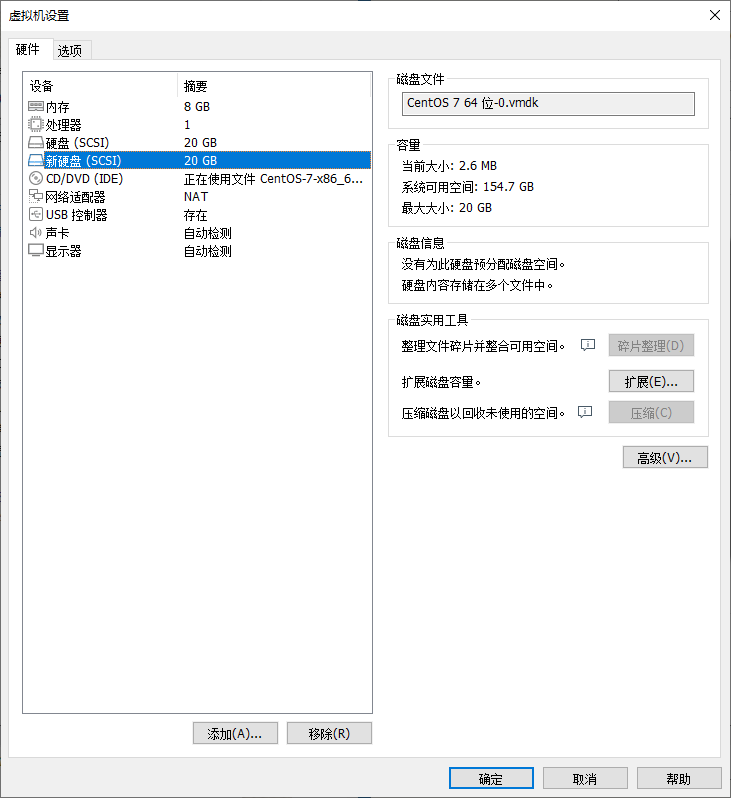 虚拟机设置
硬件 选项
设备 摘要
内存 8 GB
处理器 1
硬盘 (SCSI) 20 GB
新硬盘 (SCSI) 20 GB
CD/DVD (IDE) 正在使用文件 CentOS-7-x86_6...
网络适配器 NAT
USB 控制器 存在
声卡 自动检测
显示器 自动检测
添加(A)... 移除(R)
磁盘文件
CentOS 7 64 位-0.vmdk
容量
当前大小: 2.6 MB
系统可用空间: 154.7 GB
最大大小: 20 GB
磁盘信息
没有为此硬盘预分配磁盘空间。
硬盘内容存储在多个文件中。
磁盘实用工具
整理文件碎片并整合可用空间。 碎片整理(D)
扩展磁盘容量。 扩展(E)...
压缩磁盘以回收未使用的空间。 压缩(C)
高级(V)...
确定 取消 帮助